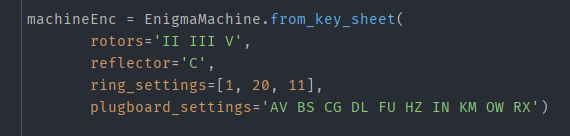 machineEnc = EnigmaMachine.from_key_sheet(
rotors='II III V',
reflector='C',
ring_settings=[1, 20, 11],
plugboard_settings='AV BS CG DL FU HZ IN KM OW RX')